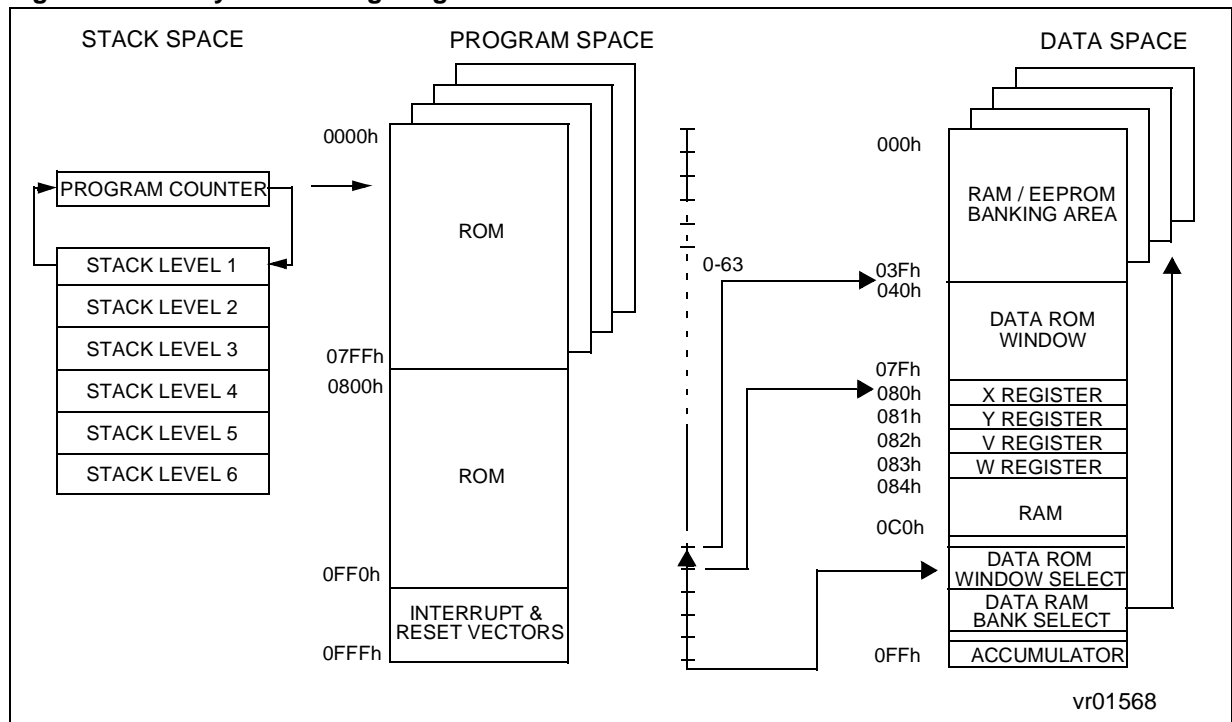 STACK SPACE
PROGRAM SPACE
DATA SPACE
PROGRAM COUNTER
STACK LEVEL 1
STACK LEVEL 2
STACK LEVEL 3
STACK LEVEL 4
STACK LEVEL 5
STACK LEVEL 6
0000h
ROM
07FFh
0800h
ROM
0FF0h
INTERRUPT &
RESET VECTORS
0FFFh
0-63
000h
RAM / EEPROM
BANKING AREA
03Fh
040h
DATA ROM
WINDOW
07Fh
080h
X REGISTER
081h
Y REGISTER
082h
V REGISTER
083h
W REGISTER
084h
RAM
0C0h
DATA ROM
WINDOW SELECT
DATA RAM
BANK SELECT
0FFh
ACCUMULATOR
vr01568